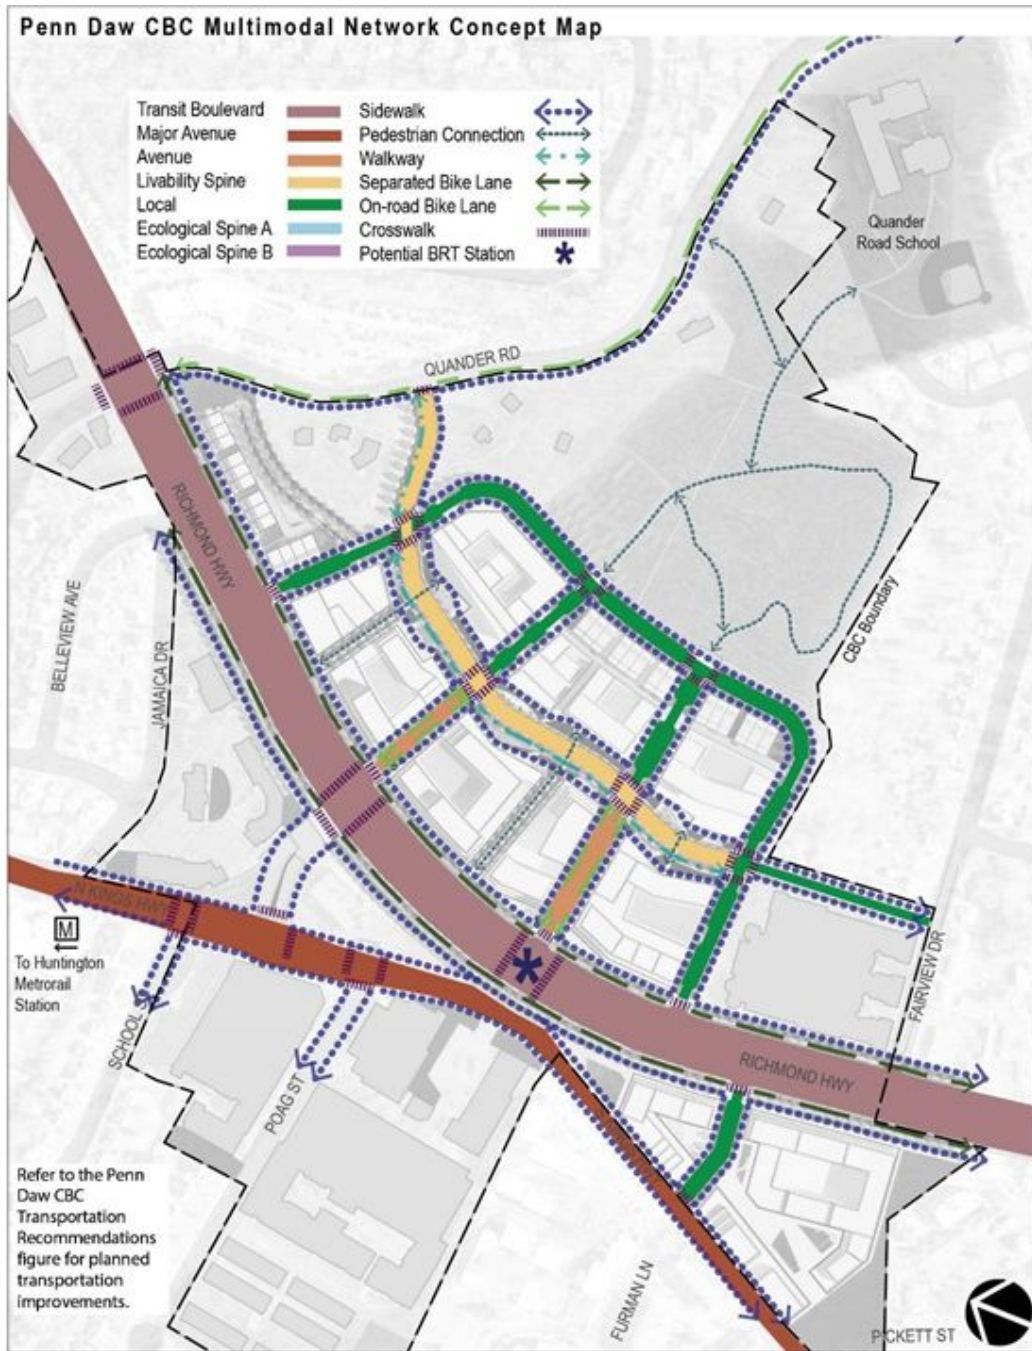 Penn Daw CBC Multimodal Network Concept Map
Transit Boulevard
Major Avenue
Avenue
Livability Spine
Local
Ecological Spine A
Ecological Spine B
Sidewalk
Pedestrian Connection
Walkway
Separated Bike Lane
On-road Bike Lane
Crosswalk
Potential BRT Station
Quander
Road School
QUANDER RD
RICHMOND HWY
BELLEVIEW AVE
JAMAICA DR
CBC Boundary
N KINGS HWY
M
To Huntington
Metrorail
Station
SCHOOL ST
POAG ST
FAIRVIEW DR
RICHMOND HWY
Refer to the Penn
Daw CBC
Transportation
Recommendations
figure for planned
transportation
improvements.
FURMAN LN
PICKETT ST